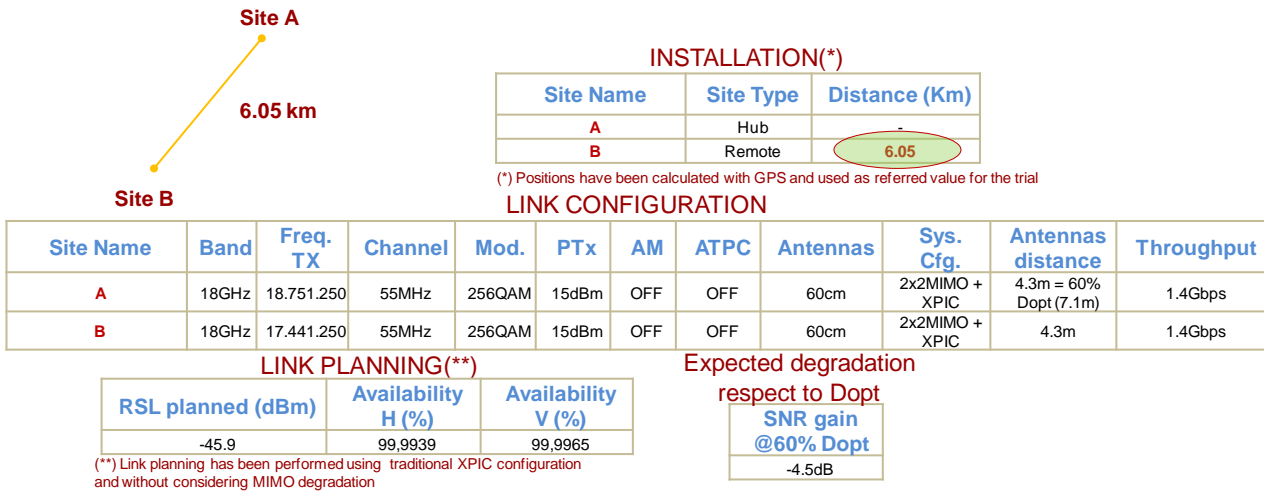 Site A
6.05 km
Site B
INSTALLATION(*)
Site Name Site Type Distance (Km)
A Hub -
B Remote 6.05
(*) Positions have been calculated with GPS and used as referred value for the trial
LINK CONFIGURATION
Site Name Band Freq. TX Channel Mod. PTx AM ATPC Antennas Sys. Cfg. Antennas distance Throughput
A 18GHz 18.751.250 55MHz 256QAM 15dBm OFF OFF 60cm 2x2MIMO + XPIC 4.3m = 60% Dopt (7.1m) 1.4Gbps
B 18GHz 17.441.250 55MHz 256QAM 15dBm OFF OFF 60cm 2x2MIMO + XPIC 4.3m 1.4Gbps
LINK PLANNING(**)
RSL planned (dBm) Availability H (%) Availability V (%)
-45.9 99,9939 99,9965
(**) Link planning has been performed using traditional XPIC configuration
and without considering MIMO degradation
Expected degradation
respect to Dopt
SNR gain
@60% Dopt
-4.5dB